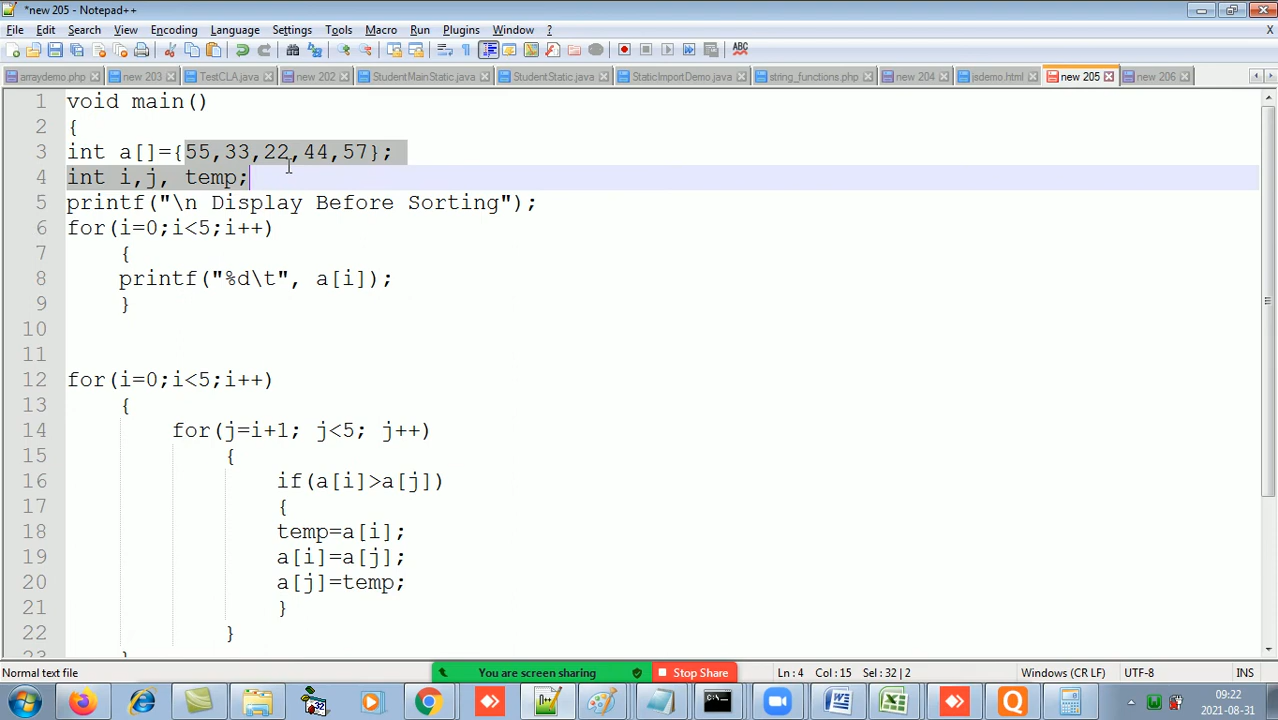 *new 205 - Notepad++
File Edit Search View Encoding Language Settings Tools Macro Run Plugins Window ? X
arraydemo.php new 203 TestCLA.java new 202 StudentMainStatic.java StudentStatic.java StaticImportDemo.java string_functions.php new 204 jsdemo.html new 205 new 206
1 void main()
2 {
3 int a[]={55,33,22,44,57};
4 int i,j, temp;
5 printf("\n Display Before Sorting");
6 for(i=0;i<5;i++)
7 {
8 printf("%d\t", a[i]);
9 }
10
11
12 for(i=0;i<5;i++)
13 {
14 for(j=i+1; j<5; j++)
15 {
16 if(a[i]>a[j])
17 {
18 temp=a[i];
19 a[i]=a[j];
20 a[j]=temp;
21 }
22 }
23 }
Normal text file You are screen sharing Stop Share Ln : 4 Col : 15 Sel : 32 | 2 Windows (CR LF) UTF-8 INS
09:22
2021-08-31